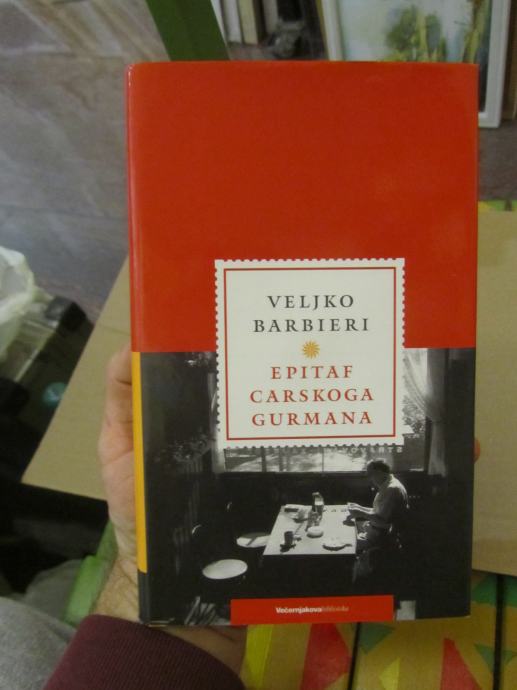 VELJKO
BARBIERI
EPITAF
CARSKOGA
GURMANA
Večernjakova biblioteka